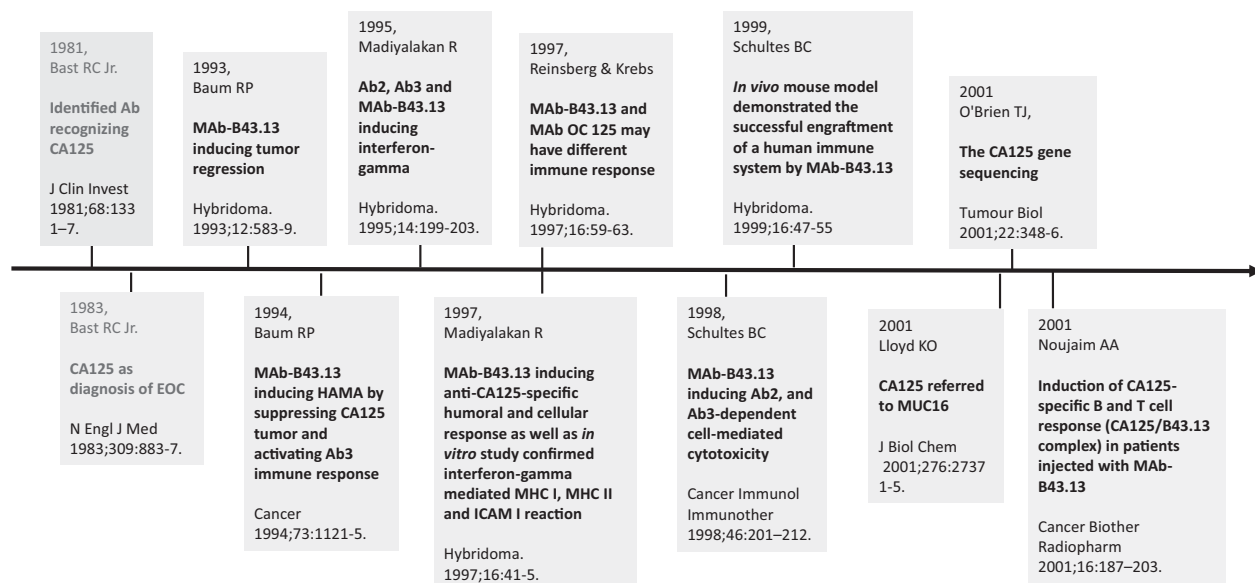 1981,
Bast RC Jr.
Identified Ab
recognizing
CA125
J Clin Invest
1981;68:133
1–7.
1993,
Baum RP
MAb-B43.13
inducing tumor
regression
Hybridoma.
1993;12:583-9.
1995,
Madiyalakan R
Ab2, Ab3 and
MAb-B43.13
inducing
interferon-
gamma
Hybridoma.
1995;14:199-203.
1997,
Reinsberg & Krebs
MAb-B43.13 and
MAb OC 125 may
have different
immune response
Hybridoma.
1997;16:59-63.
1999,
Schultes BC
In vivo mouse model
demonstrated the
successful engraftment
of a human immune
system by MAb-B43.13
Hybridoma.
1999;16:47-55
2001
O'Brien TJ,
The CA125 gene
sequencing
Tumour Biol
2001;22:348-6.
1983,
Bast RC Jr.
CA125 as
diagnosis of EOC
N Engl J Med
1983;309:883-7.
1994,
Baum RP
MAb-B43.13
inducing HAMA by
suppressing CA125
tumor and
activating Ab3
immune response
Cancer
1994;73:1121-5.
1997,
Madiyalakan R
MAb-B43.13 inducing
anti-CA125-specific
humoral and cellular
response as well as in
vitro study confirmed
interferon-gamma
mediated MHC I, MHC II
and ICAM I reaction
Hybridoma.
1997;16:41-5.
1998,
Schultes BC
MAb-B43.13
inducing Ab2, and
Ab3-dependent
cell-mediated
cytotoxicity
Cancer Immunol
Immunother
1998;46:201–212.
2001
Lloyd KO
CA125 referred
to MUC16
J Biol Chem
2001;276:2737
1-5.
2001
Noujaim AA
Induction of CA125-
specific B and T cell
response (CA125/B43.13
complex) in patients
injected with MAb-
B43.13
Cancer Biother
Radiopharm
2001;16:187–203.